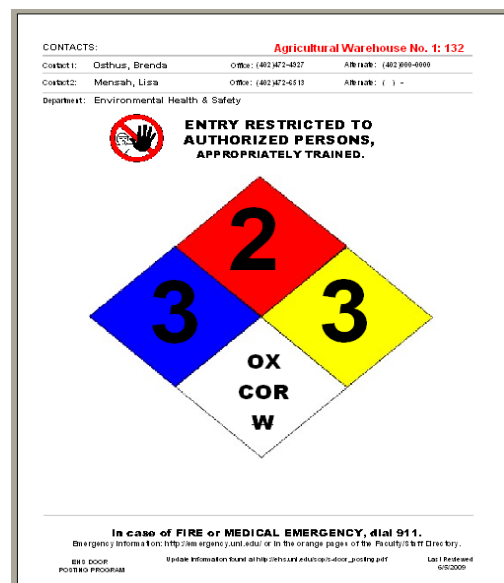 CONTACTS:
Agricultural Warehouse No. 1: 132
Contact 1: Osthus, Brenda Office: (402)472-4927 Alternate: (402)000-0000
Contact 2: Mensah, Lisa Office: (402)472-6513 Alternate: ( ) -
Department: Environmental Health & Safety
ENTRY RESTRICTED TO
AUTHORIZED PERSONS,
APPROPRIATELY TRAINED.
2
3 3
OX
COR
W
In case of FIRE or MEDICAL EMERGENCY, dial 911.
Emergency Information: http://emergency.unl.edu/ or in the orange pages of the Faculty/Staff Directory.
EHS DOOR
POSTING PROGRAM
Update information found at http://ehs.unl.edu/sop/s-door_posting.pdf
Last Reviewed
6/5/2009